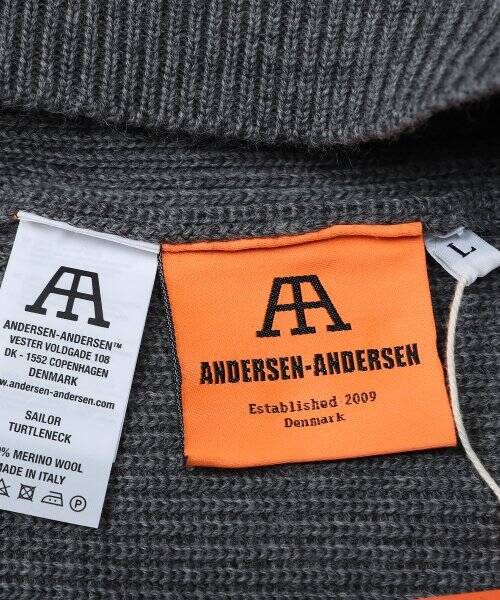 ANDERSEN-ANDERSEN™
VESTER VOLDGADE 108
DK - 1552 COPENHAGEN
DENMARK
www.andersen-andersen.com
SAILOR
TURTLENECK
MERINO WOOL
MADE IN ITALY
ANDERSEN-ANDERSEN
Established 2009
Denmark
L